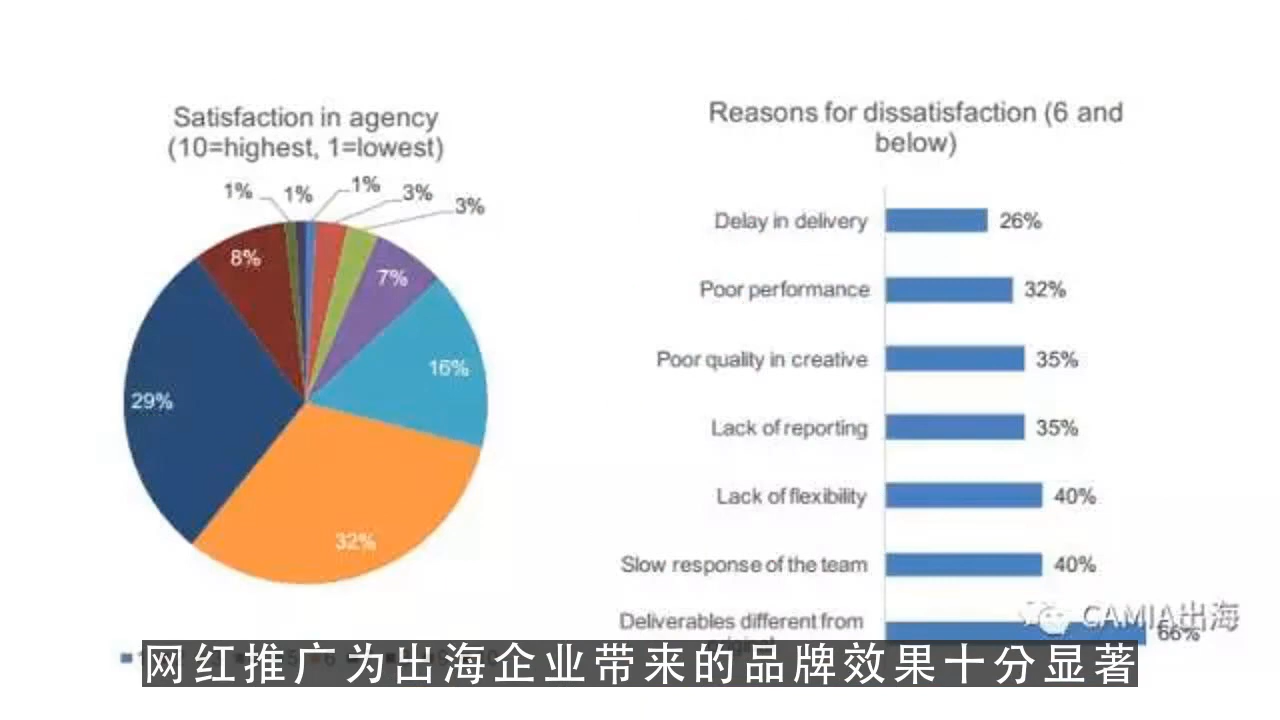 Satisfaction in agency
(10=highest, 1=lowest)
1%
1%
1%
3%
3%
8%
7%
16%
29%
32%
Reasons for dissatisfaction (6 and
below)
Delay in delivery 26%
Poor performance 32%
Poor quality in creative 35%
Lack of reporting 35%
Lack of flexibility 40%
Slow response of the team 40%
Deliverables different from
66%
CAMIA出海
网红推广为出海企业带来的品牌效果十分显著